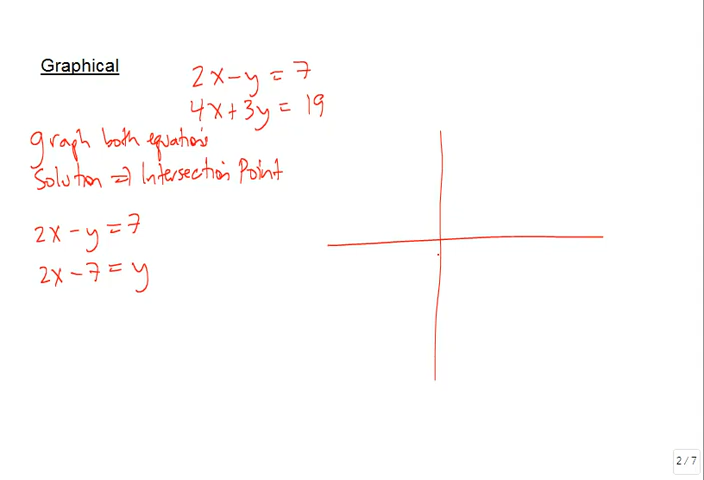 Graphical
2x - y = 7
4x + 3y = 19
graph both equations
Solution => Intersection Point
2x - y = 7
2x - 7 = y
2/7